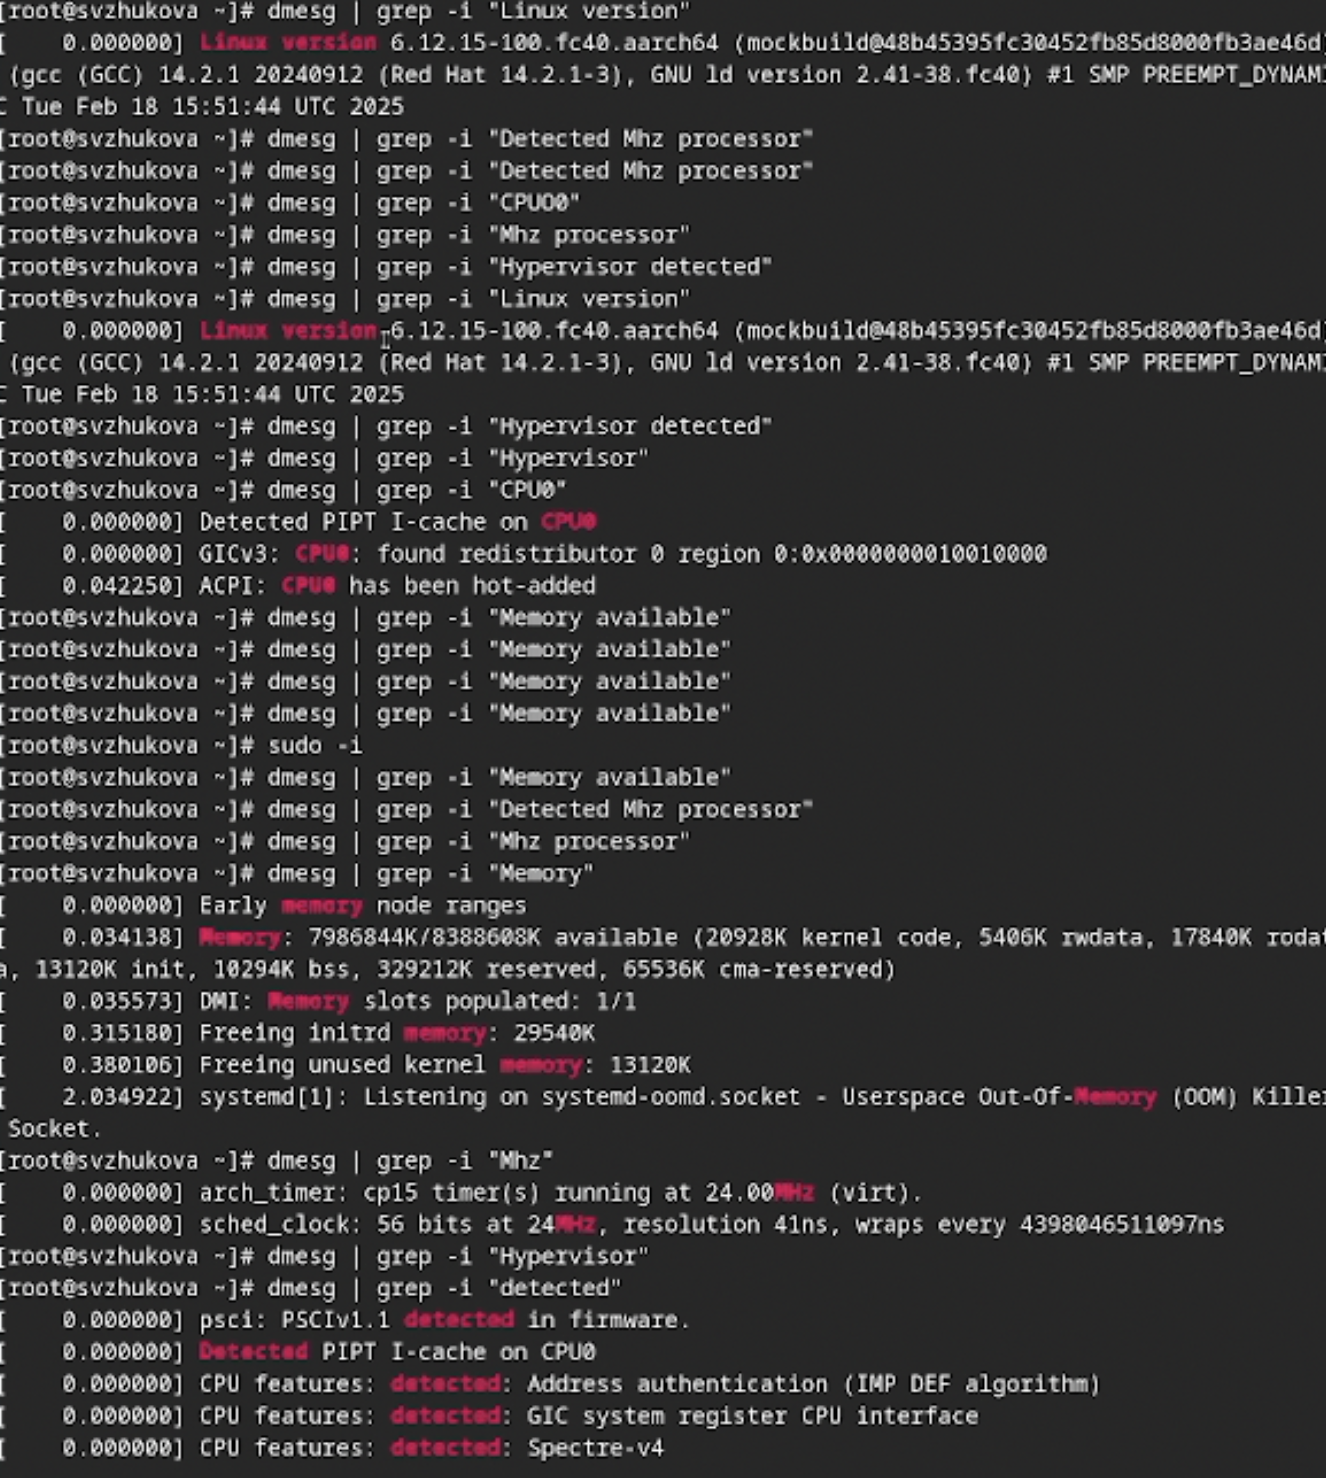 [root@svzhukova ~]# dmesg | grep -i "Linux version"
[    0.000000] Linux version 6.12.15-100.fc40.aarch64 (mockbuild@48b45395fc30452fb85d8000fb3ae46d)
 (gcc (GCC) 14.2.1 20240912 (Red Hat 14.2.1-3), GNU ld version 2.41-38.fc40) #1 SMP PREEMPT_DYNAMI
C Tue Feb 18 15:51:44 UTC 2025
[root@svzhukova ~]# dmesg | grep -i "Detected Mhz processor"
[root@svzhukova ~]# dmesg | grep -i "Detected Mhz processor"
[root@svzhukova ~]# dmesg | grep -i "CPUO0"
[root@svzhukova ~]# dmesg | grep -i "Mhz processor"
[root@svzhukova ~]# dmesg | grep -i "Hypervisor detected"
[root@svzhukova ~]# dmesg | grep -i "Linux version"
[    0.000000] Linux version 6.12.15-100.fc40.aarch64 (mockbuild@48b45395fc30452fb85d8000fb3ae46d)
 (gcc (GCC) 14.2.1 20240912 (Red Hat 14.2.1-3), GNU ld version 2.41-38.fc40) #1 SMP PREEMPT_DYNAMI
C Tue Feb 18 15:51:44 UTC 2025
[root@svzhukova ~]# dmesg | grep -i "Hypervisor detected"
[root@svzhukova ~]# dmesg | grep -i "Hypervisor"
[root@svzhukova ~]# dmesg | grep -i "CPU0"
[    0.000000] Detected PIPT I-cache on CPU0
[    0.000000] GICv3: CPU0: found redistributor 0 region 0:0x0000000010010000
[    0.042250] ACPI: CPU0 has been hot-added
[root@svzhukova ~]# dmesg | grep -i "Memory available"
[root@svzhukova ~]# dmesg | grep -i "Memory available"
[root@svzhukova ~]# dmesg | grep -i "Memory available"
[root@svzhukova ~]# dmesg | grep -i "Memory available"
[root@svzhukova ~]# sudo -i
[root@svzhukova ~]# dmesg | grep -i "Memory available"
[root@svzhukova ~]# dmesg | grep -i "Detected Mhz processor"
[root@svzhukova ~]# dmesg | grep -i "Mhz processor"
[root@svzhukova ~]# dmesg | grep -i "Memory"
[    0.000000] Early memory node ranges
[    0.034138] Memory: 7986844K/8388608K available (20928K kernel code, 5406K rwdata, 17840K rodat
a, 13120K init, 10294K bss, 329212K reserved, 65536K cma-reserved)
[    0.035573] DMI: Memory slots populated: 1/1
[    0.315180] Freeing initrd memory: 29540K
[    0.380106] Freeing unused kernel memory: 13120K
[    2.034922] systemd[1]: Listening on systemd-oomd.socket - Userspace Out-Of-Memory (OOM) Killer
 Socket.
[root@svzhukova ~]# dmesg | grep -i "Mhz"
[    0.000000] arch_timer: cp15 timer(s) running at 24.00MHz (virt).
[    0.000000] sched_clock: 56 bits at 24MHz, resolution 41ns, wraps every 4398046511097ns
[root@svzhukova ~]# dmesg | grep -i "Hypervisor"
[root@svzhukova ~]# dmesg | grep -i "detected"
[    0.000000] psci: PSCIv1.1 detected in firmware.
[    0.000000] Detected PIPT I-cache on CPU0
[    0.000000] CPU features: detected: Address authentication (IMP DEF algorithm)
[    0.000000] CPU features: detected: GIC system register CPU interface
[    0.000000] CPU features: detected: Spectre-v4